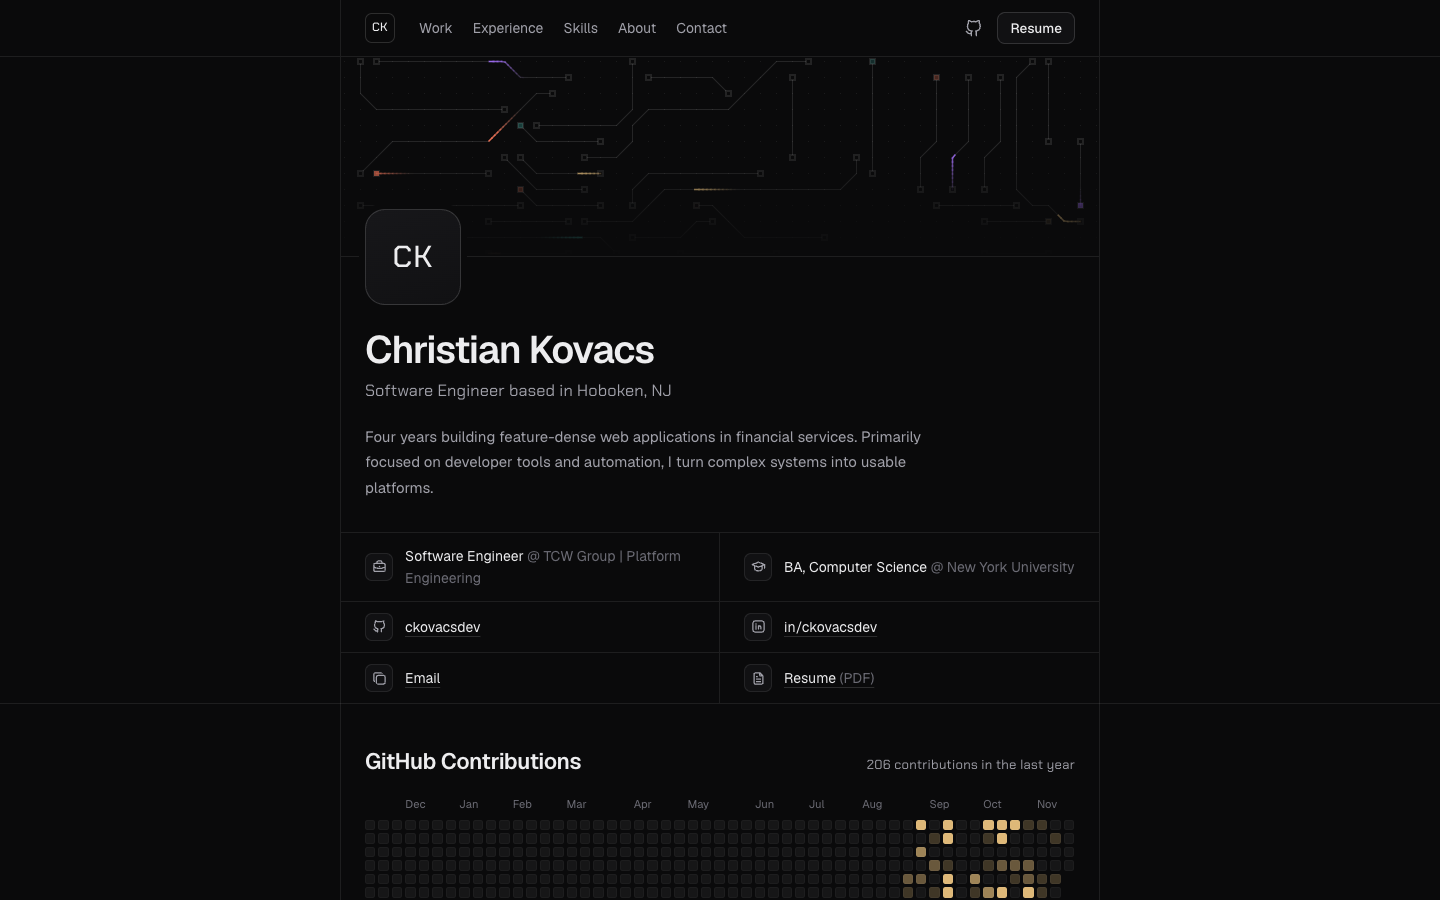 CK
Work Experience Skills About Contact
Resume
CK
Christian Kovacs
Software Engineer based in Hoboken, NJ
Four years building feature-dense web applications in financial services. Primarily
focused on developer tools and automation, I turn complex systems into usable
platforms.
Software Engineer @ TCW Group | Platform
Engineering
BA, Computer Science @ New York University
ckovacsdev
in/ckovacsdev
Email
Resume (PDF)
GitHub Contributions
206 contributions in the last year
Dec Jan Feb Mar Apr May Jun Jul Aug Sep Oct Nov